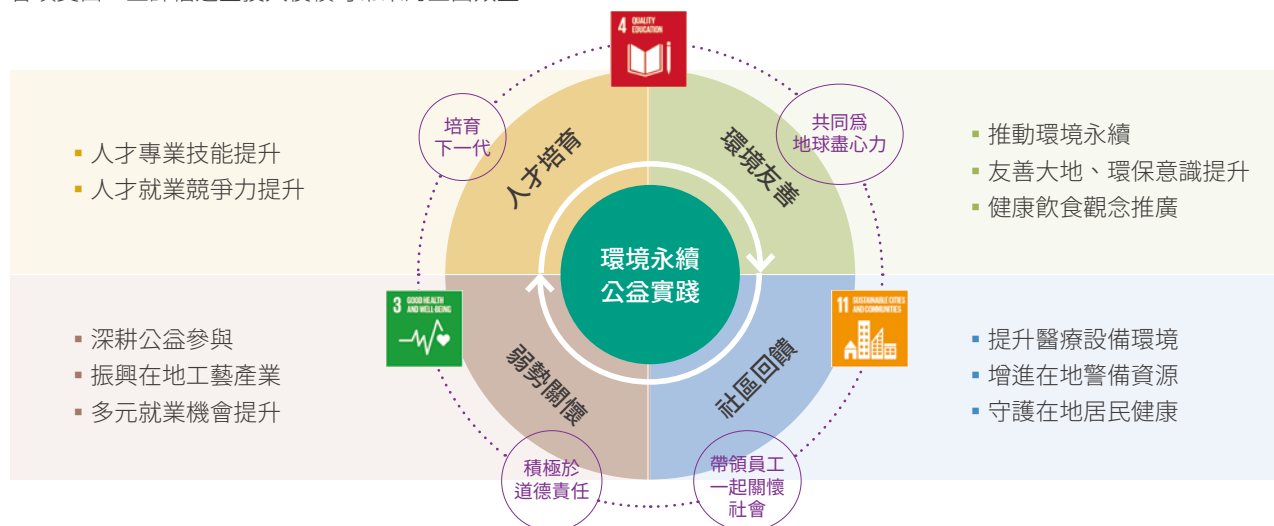 4 QUALITY
EDUCATION
培育
下一代
人才培育
環境友善
共同爲
地球盡心力
▪ 人才專業技能提升
▪ 人才就業競爭力提升
▪ 推動環境永續
▪ 友善大地、環保意識提升
▪ 健康飲食觀念推廣
環境永續
公益實踐
3 GOOD HEALTH
AND WELL-BEING
11 SUSTAINABLE CITIES
AND COMMUNITIES
▪ 深耕公益參與
▪ 振興在地工藝產業
▪ 多元就業機會提升
弱勢關懷
社區回饋
▪ 提升醫療設備環境
▪ 增進在地警備資源
▪ 守護在地居民健康
積極於
道德責任
帶領員工
一起關懷
社會